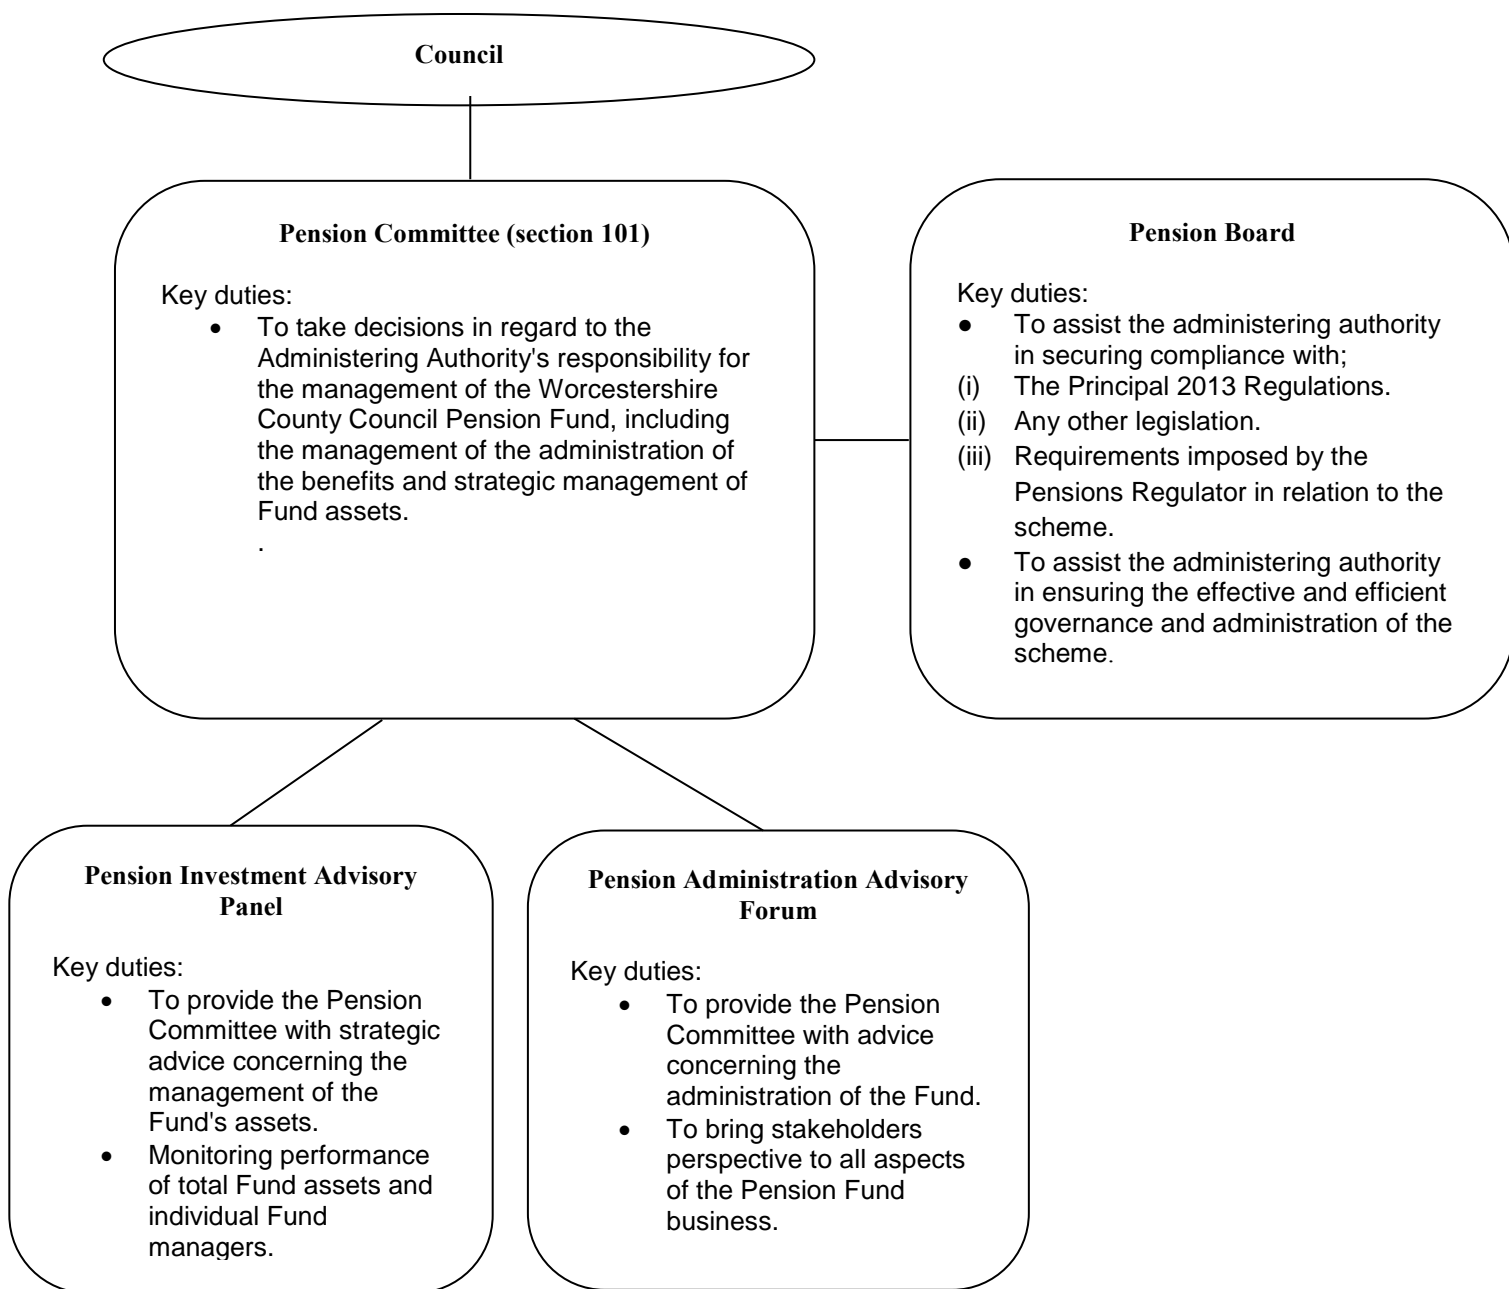 Council
Pension Committee (section 101)
Key duties:
• To take decisions in regard to the
Administering Authority's responsibility for
the management of the Worcestershire
County Council Pension Fund, including
the management of the administration of
the benefits and strategic management of
Fund assets.
.
Pension Board
Key duties:
● To assist the administering authority
in securing compliance with;
(i) The Principal 2013 Regulations.
(ii) Any other legislation.
(iii) Requirements imposed by the
Pensions Regulator in relation to the
scheme.
● To assist the administering authority
in ensuring the effective and efficient
governance and administration of the
scheme.
Pension Investment Advisory
Panel
Key duties:
• To provide the Pension
Committee with strategic
advice concerning the
management of the
Fund's assets.
• Monitoring performance
of total Fund assets and
individual Fund
managers.
Pension Administration Advisory
Forum
Key duties:
• To provide the Pension
Committee with advice
concerning the
administration of the Fund.
• To bring stakeholders
perspective to all aspects
of the Pension Fund
business.